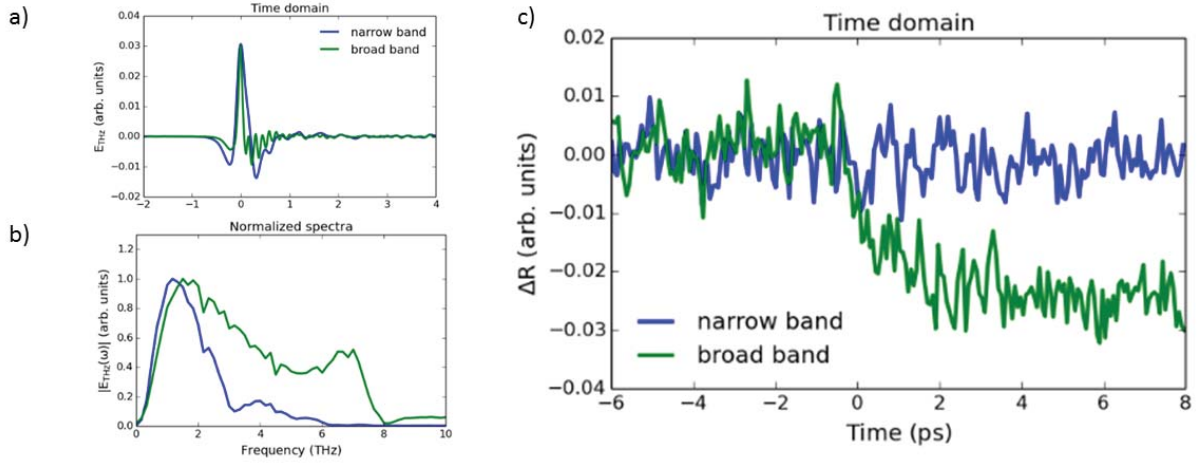 a)
Time domain
0.04
0.03
0.02
0.01
0.00
−0.01
−0.02
E_THz (arb. units)
narrow band
broad band
−2 −1 0 1 2 3 4
b)
Normalized spectra
1.2
1.0
0.8
0.6
0.4
0.2
0.0
|E_THz(ω)| (arb. units)
0 2 4 6 8 10
Frequency (THz)
c)
Time domain
0.02
0.01
0.00
−0.01
−0.02
−0.03
−0.04
ΔR (arb. units)
narrow band
broad band
−6 −4 −2 0 2 4 6 8
Time (ps)